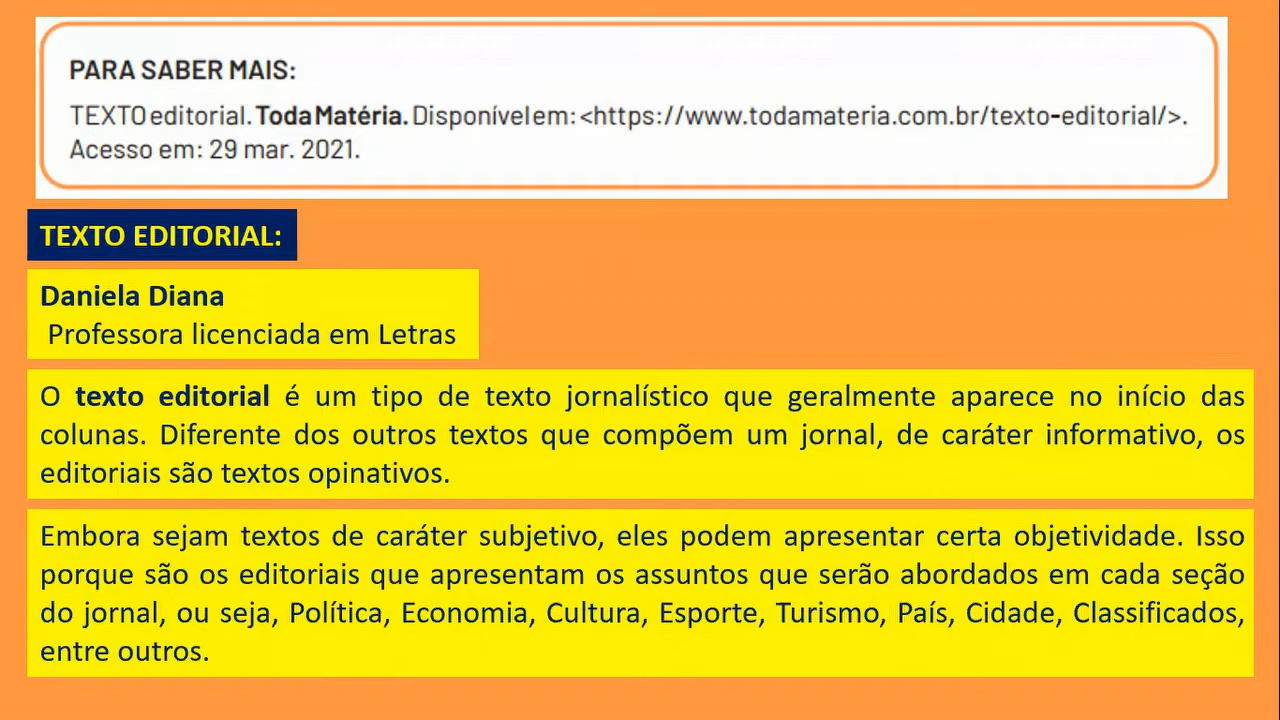 PARA SABER MAIS:
TEXTO editorial. Toda Matéria. Disponível em: <https://www.todamateria.com.br/texto-editorial/>.
Acesso em: 29 mar. 2021.
TEXTO EDITORIAL:
Daniela Diana
Professora licenciada em Letras
O texto editorial é um tipo de texto jornalístico que geralmente aparece no início das
colunas. Diferente dos outros textos que compõem um jornal, de caráter informativo, os
editoriais são textos opinativos.
Embora sejam textos de caráter subjetivo, eles podem apresentar certa objetividade. Isso
porque são os editoriais que apresentam os assuntos que serão abordados em cada seção
do jornal, ou seja, Política, Economia, Cultura, Esporte, Turismo, País, Cidade, Classificados,
entre outros.